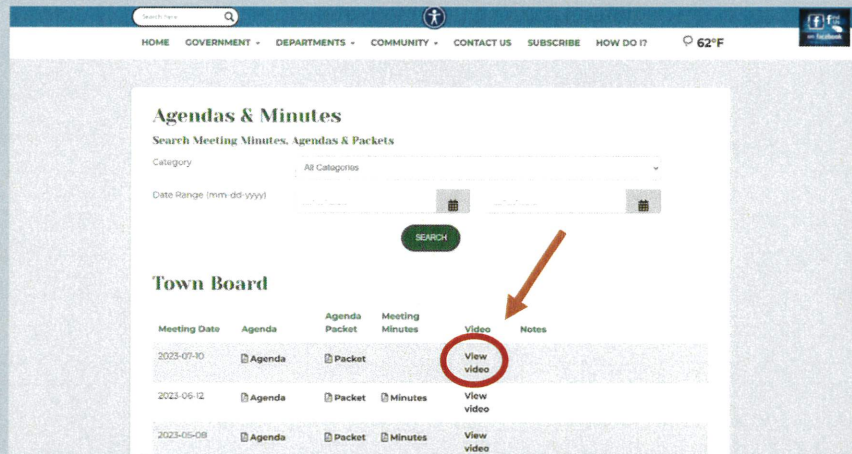 Search here
HOME GOVERNMENT DEPARTMENTS COMMUNITY CONTACT US SUBSCRIBE HOW DO I? 62°F
Agendas & Minutes
Search Meeting Minutes, Agendas & Packets
Category All Categories
Date Range (mm-dd-yyyy)
SEARCH
Town Board
Meeting Date Agenda Agenda Packet Meeting Minutes Video Notes
2023-07-10 Agenda Packet View video
2023-06-12 Agenda Packet Minutes View video
2023-05-08 Agenda Packet Minutes View video